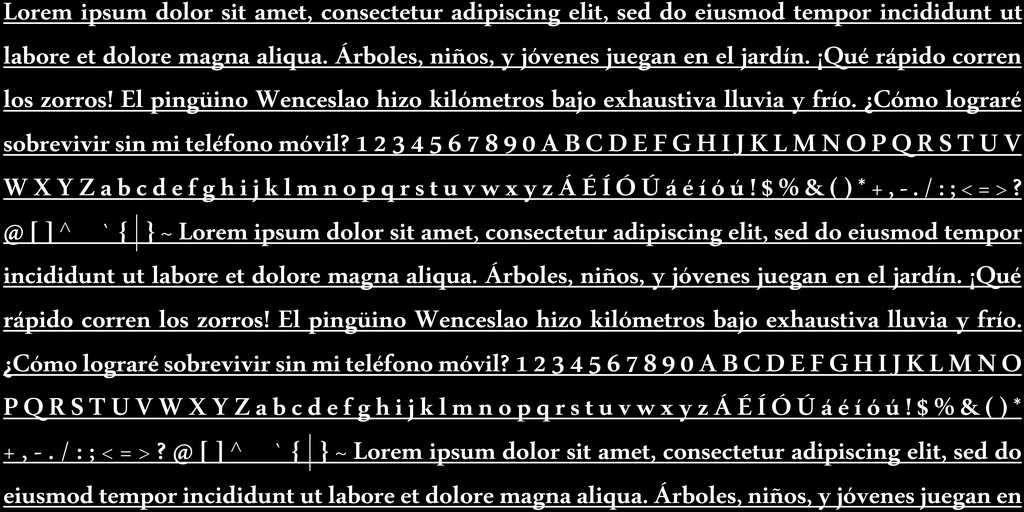 Lorem ipsum dolor sit amet, consectetur adipiscing elit, sed do eiusmod tempor incididunt ut
labore et dolore magna aliqua. Árboles, niños, y jóvenes juegan en el jardín. ¡Qué rápido corren
los zorros! El pingüino Wenceslao hizo kilómetros bajo exhaustiva lluvia y frío. ¿Cómo lograré
sobrevivir sin mi teléfono móvil? 1 2 3 4 5 6 7 8 9 0 A B C D E F G H I J K L M N O P Q R S T U V
W X Y Z a b c d e f g h i j k l m n o p q r s t u v w x y z Á É Í Ó Ú á é í ó ú ! $ % & ( ) * + , - . / : ; < = > ?
@ [ ] ^ _ ` { | } ~ Lorem ipsum dolor sit amet, consectetur adipiscing elit, sed do eiusmod tempor
incididunt ut labore et dolore magna aliqua. Árboles, niños, y jóvenes juegan en el jardín. ¡Qué
rápido corren los zorros! El pingüino Wenceslao hizo kilómetros bajo exhaustiva lluvia y frío.
¿Cómo lograré sobrevivir sin mi teléfono móvil? 1 2 3 4 5 6 7 8 9 0 A B C D E F G H I J K L M N O
P Q R S T U V W X Y Z a b c d e f g h i j k l m n o p q r s t u v w x y z Á É Í Ó Ú á é í ó ú ! $ % & ( ) *
+ , - . / : ; < = > ? @ [ ] ^ _ ` { | } ~ Lorem ipsum dolor sit amet, consectetur adipiscing elit, sed do
eiusmod tempor incididunt ut labore et dolore magna aliqua. Árboles, niños, y jóvenes juegan en